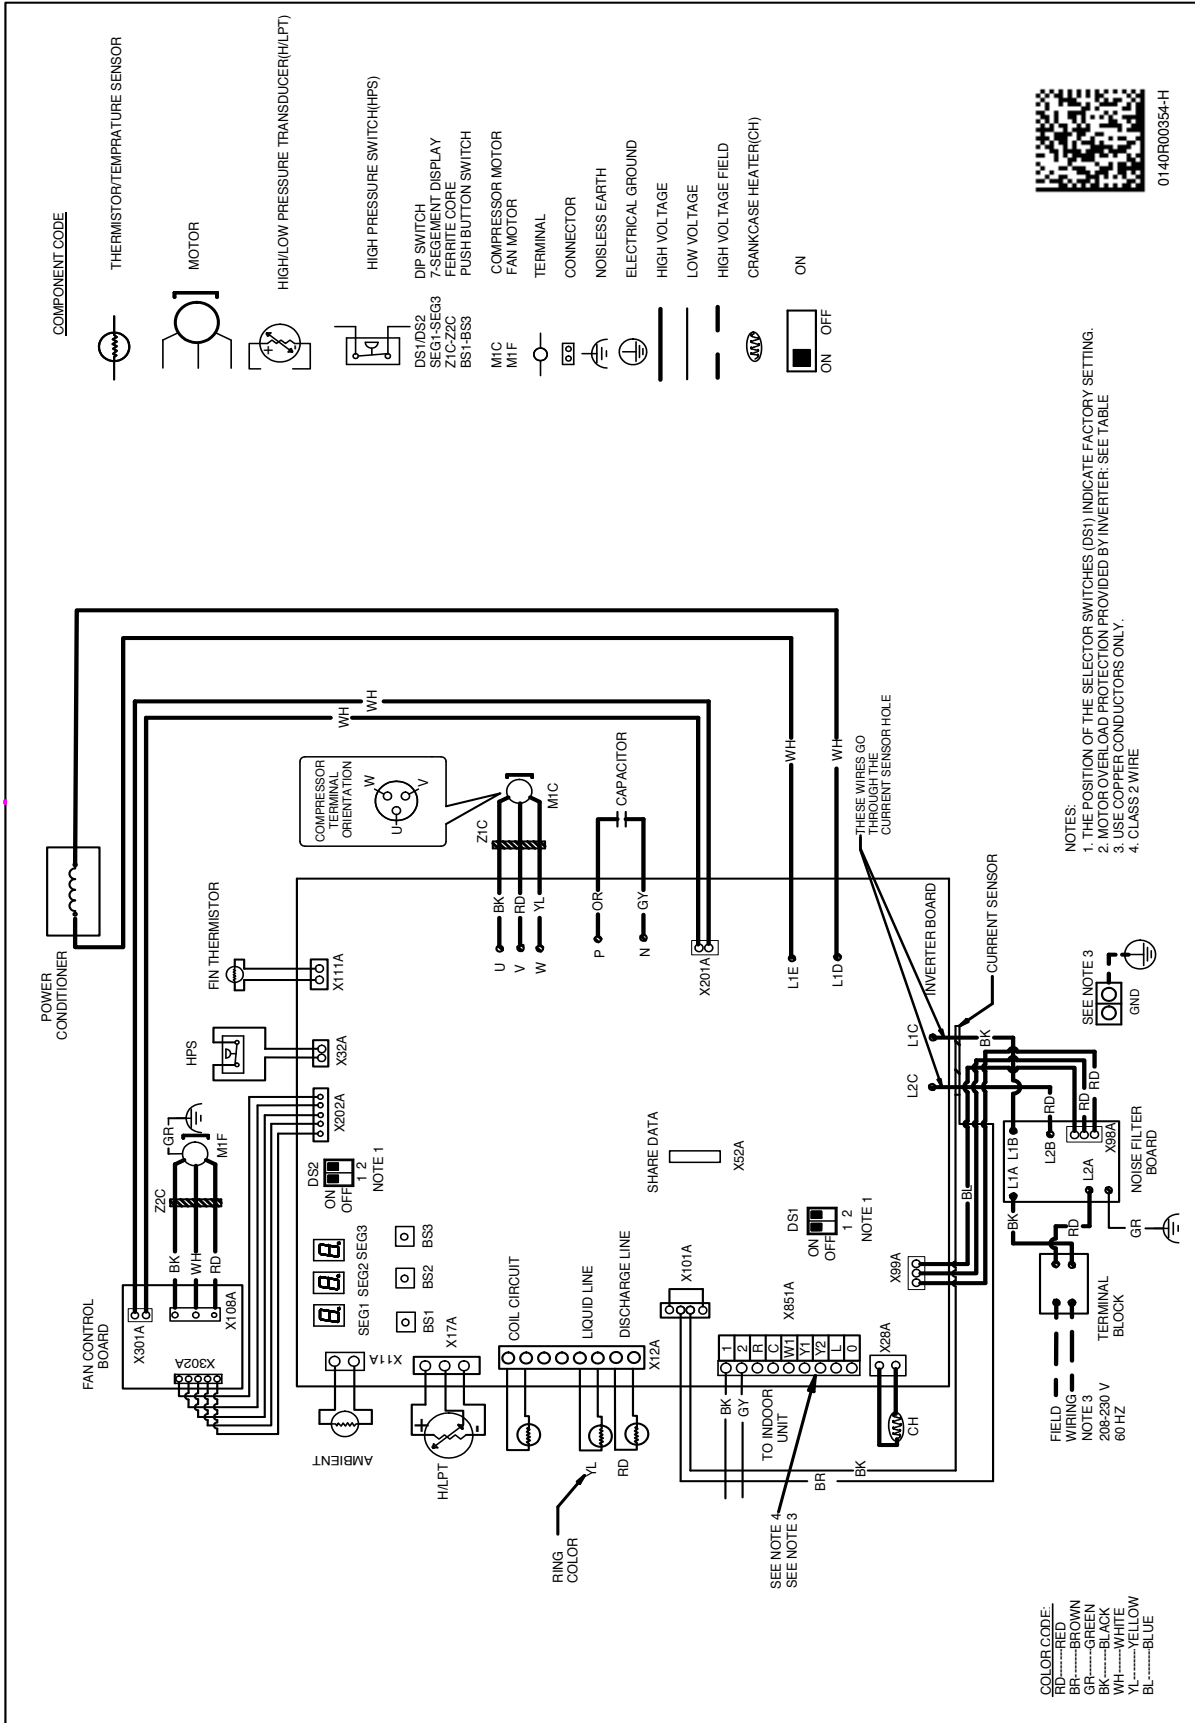 COMPONENT CODE
THERMISTOR/TEMPRATURE SENSOR
MOTOR
HIGH/LOW PRESSURE TRANSDUCER(H/LPT)
HIGH PRESSURE SWITCH(HPS)
DS1/DS2 DIP SWITCH
SEG1-SEG3 7-SEGEMENT DISPLAY
Z1C-Z2C FERRITE CORE
BS1-BS3 PUSH BUTTON SWITCH
M1C COMPRESSOR MOTOR
M1F FAN MOTOR
TERMINAL
CONNECTOR
NOISLESS EARTH
ELECTRICAL GROUND
HIGH VOLTAGE
LOW VOLTAGE
HIGH VOLTAGE FIELD
CRANKCASE HEATER(CH)
ON OFF ON
0140R00354-H
POWER
CONDITIONER
FAN CONTROL
BOARD
X301A
X302A
X108A
BK
WH
RD
Z2C
GR
M1F
HPS
FIN THERMISTOR
X202A
X32A
X111A
WH
WH
COMPRESSOR
TERMINAL
ORIENTATION
U
W
V
AMBIENT
X11A
SEG1 SEG2 SEG3
BS1
BS2
BS3
DS2
ON
OFF
1 2
NOTE 1
BK
RD
YL
U
V
W
Z1C
M1C
H/LPT
X17A
COIL CIRCUIT
LIQUID LINE
DISCHARGE LINE
X12A
RING
COLOR
YL
RD
P
OR
N
GY
CAPACITOR
SHARE DATA
X52A
X101A
X201A
DS1
ON
OFF
1 2
NOTE 1
X851A
1
2
R
C
W1
Y1
Y2
L
0
BK
GY
TO INDOOR
UNIT
SEE NOTE 4
SEE NOTE 3
BR
BK
L1E
WH
L1D
WH
THESE WIRES GO
THROUGH THE
CURRENT SENSOR HOLE
X28A
CH
X99A
BL
L2C
L1C
INVERTER BOARD
CURRENT SENSOR
BK
RD
RD
RD
FIELD
WIRING
NOTE 3
208-230 V
60 HZ
TERMINAL
BLOCK
BK
RD
GR
L1A L1B
L2A
L2B
X98A
NOISE FILTER
BOARD
SEE NOTE 3
GND
NOTES:
1. THE POSITION OF THE SELECTOR SWITCHES (DS1) INDICATE FACTORY SETTING.
2. MOTOR OVERLOAD PROTECTION PROVIDED BY INVERTER: SEE TABLE
3. USE COPPER CONDUCTORS ONLY.
4. CLASS 2 WIRE
COLOR CODE:
RD-------RED
BR-------BROWN
GR-------GREEN
BK-------BLACK
WH------WHITE
YL-------YELLOW
BL-------BLUE